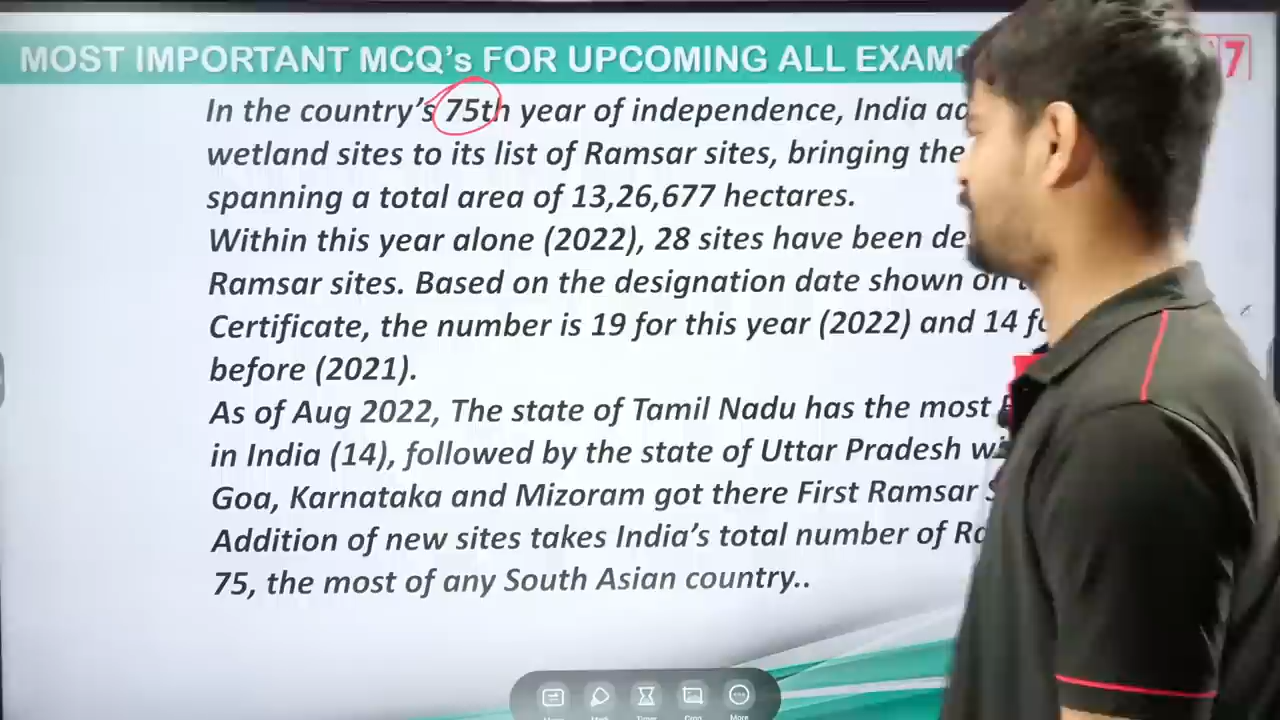 MOST IMPORTANT MCQ's FOR UPCOMING ALL EXAM
7
In the country's 75th year of independence, India
wetland sites to its list of Ramsar sites, bringing the
spanning a total area of 13,26,677 hectares.
Within this year alone (2022), 28 sites have been
Ramsar sites. Based on the designation date shown on
Certificate, the number is 19 for this year (2022) and 14
before (2021).
As of Aug 2022, The state of Tamil Nadu has the most
in India (14), followed by the state of Uttar Pradesh
Goa, Karnataka and Mizoram got there First Ramsar
Addition of new sites takes India's total number of
75, the most of any South Asian country..
More